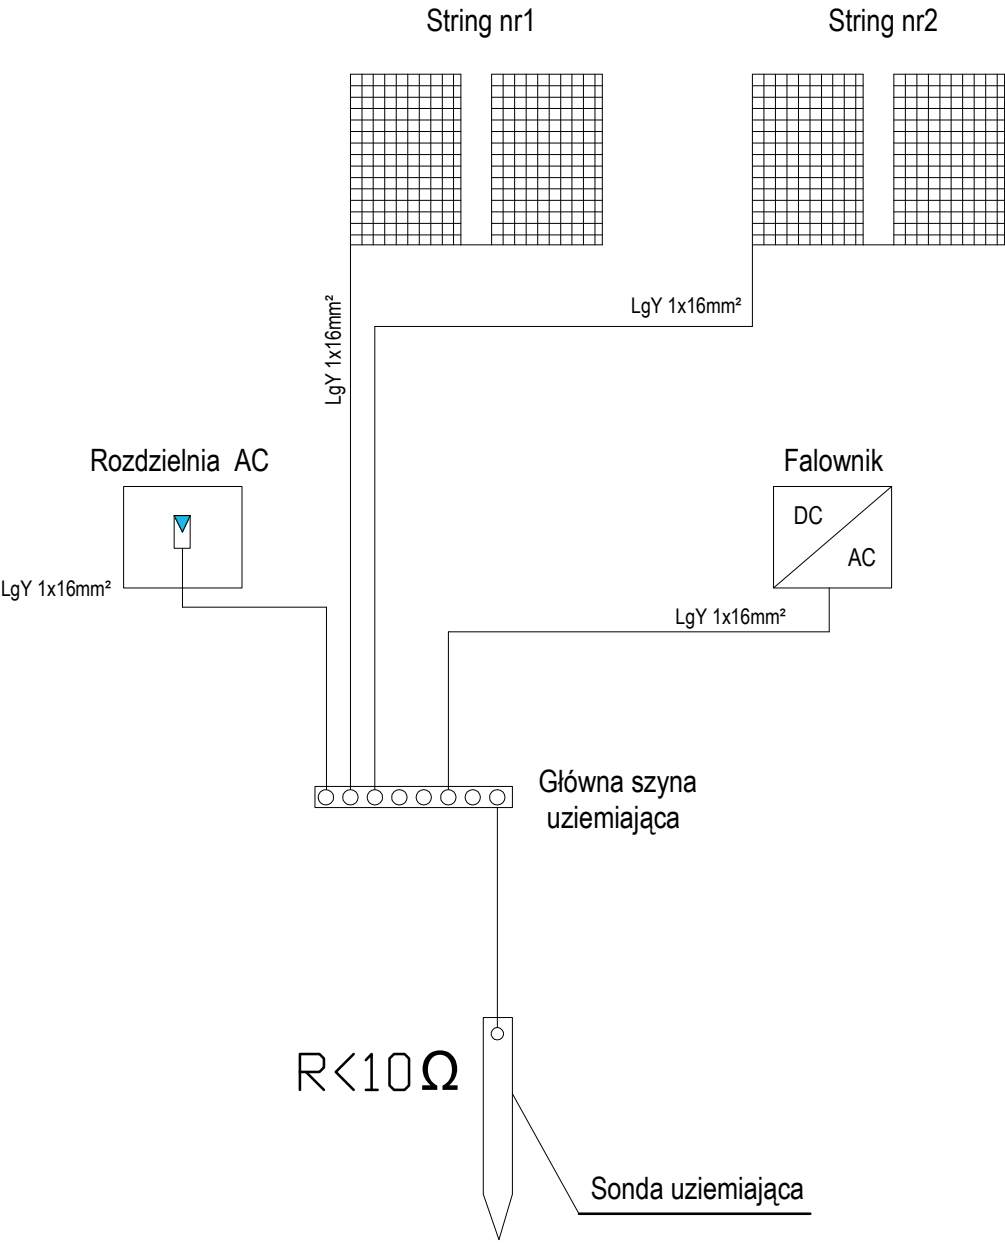 String nr1
String nr2
LgY 1x16mm²
LgY 1x16mm²
Rozdzielnia AC
Falownik
DC
AC
LgY 1x16mm²
LgY 1x16mm²
Główna szyna
uziemiająca
R<10Ω
Sonda uziemiająca